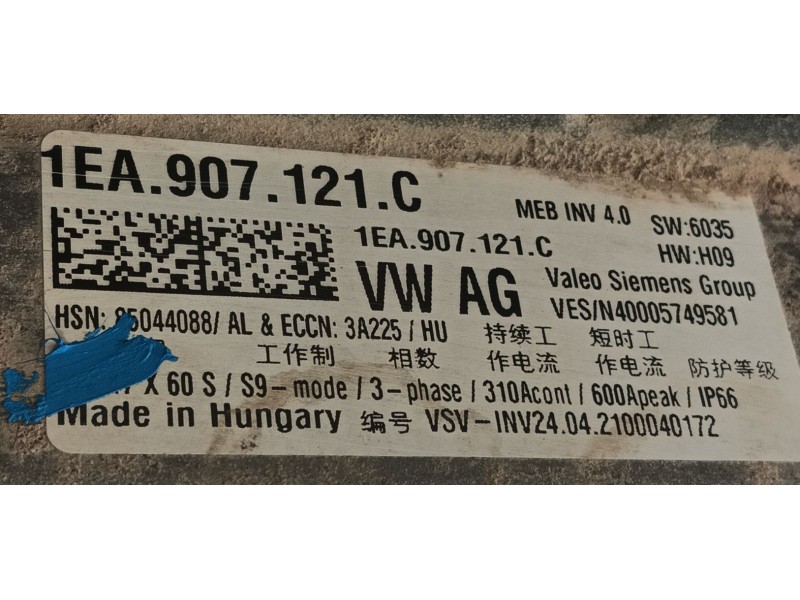 1EA.907.121.C
MEB INV 4.0 SW:6035
1EA.907.121.C HW:H09
VW AG Valeo Siemens Group
VES/N40005749581
HSN: 85044088/ AL & ECCN: 3A225 / HU 持续工 短时工
工作制 相数 作电流 作电流 防护等级
X 60 S / S9-mode / 3-phase / 310Acont / 600Apeak / IP66
Made in Hungary 编号 VSV-INV24.04.2100040172